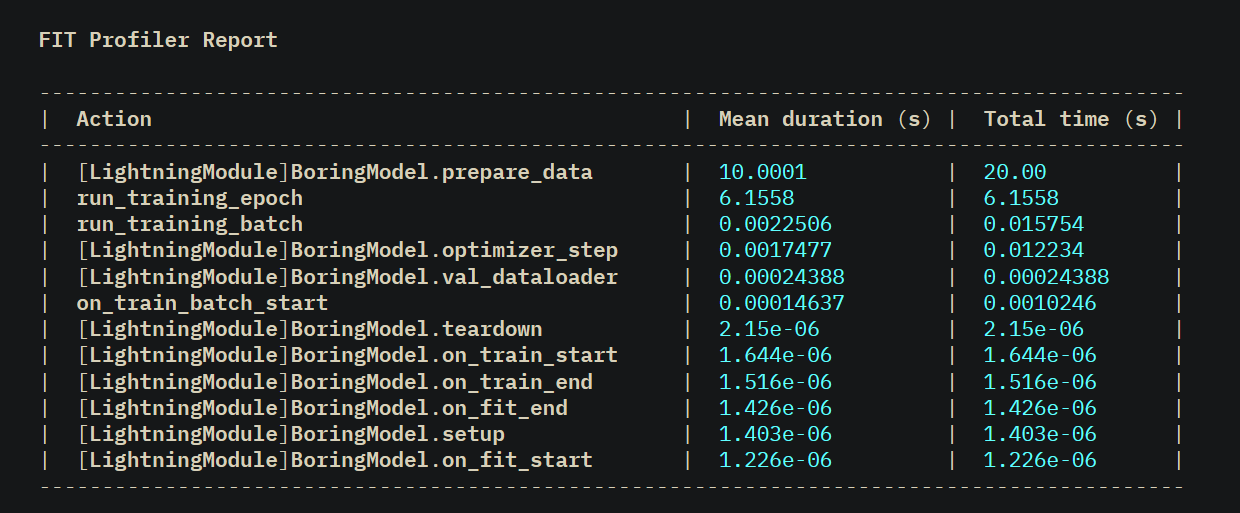 FIT Profiler Report
-------------------------------------------------------------------------------------------
|  Action                                          |  Mean duration (s) |  Total time (s) |
-------------------------------------------------------------------------------------------
|  [LightningModule]BoringModel.prepare_data       |  10.0001           |  20.00          |
|  run_training_epoch                              |  6.1558            |  6.1558         |
|  run_training_batch                              |  0.0022506         |  0.015754       |
|  [LightningModule]BoringModel.optimizer_step     |  0.0017477         |  0.012234       |
|  [LightningModule]BoringModel.val_dataloader     |  0.00024388        |  0.00024388     |
|  on_train_batch_start                            |  0.00014637        |  0.0010246      |
|  [LightningModule]BoringModel.teardown           |  2.15e-06          |  2.15e-06       |
|  [LightningModule]BoringModel.on_train_start     |  1.644e-06         |  1.644e-06      |
|  [LightningModule]BoringModel.on_train_end       |  1.516e-06         |  1.516e-06      |
|  [LightningModule]BoringModel.on_fit_end         |  1.426e-06         |  1.426e-06      |
|  [LightningModule]BoringModel.setup              |  1.403e-06         |  1.403e-06      |
|  [LightningModule]BoringModel.on_fit_start       |  1.226e-06         |  1.226e-06      |
-------------------------------------------------------------------------------------------